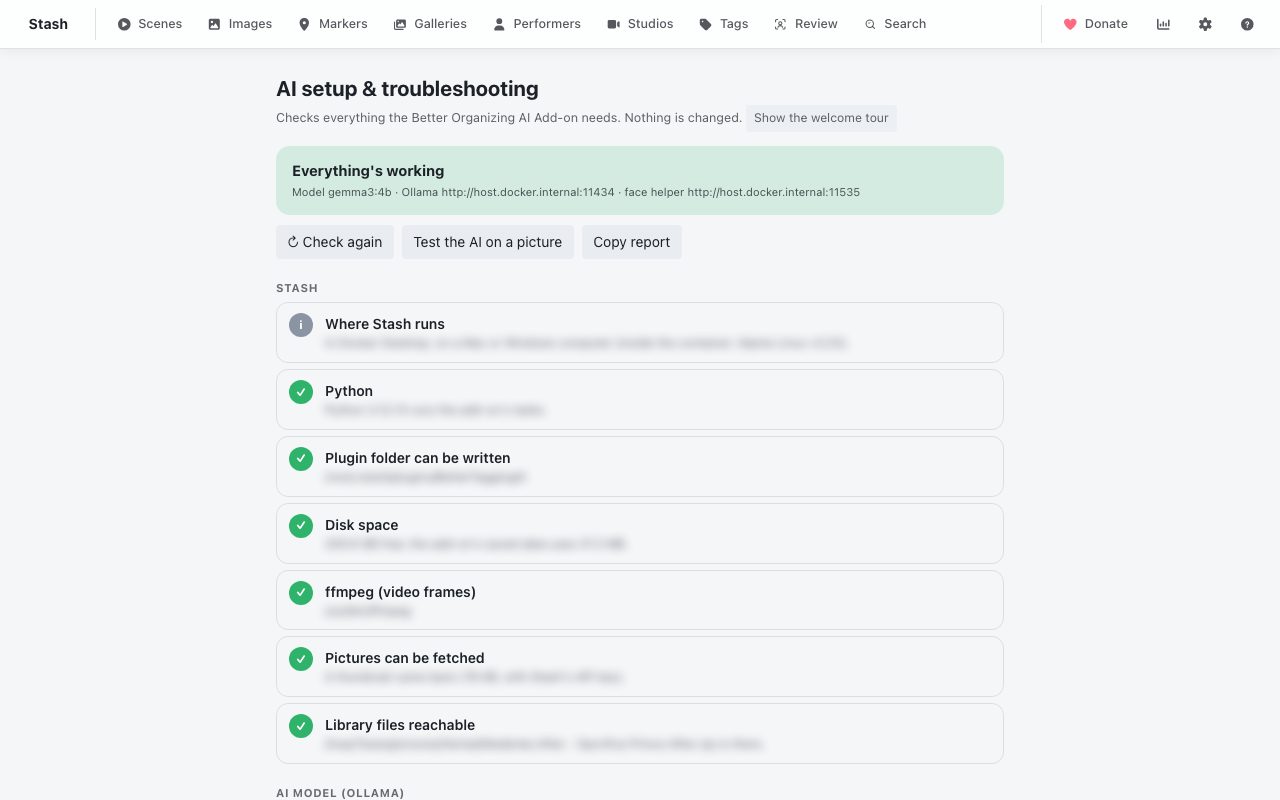 Stash
Scenes
Images
Markers
Galleries
Performers
Studios
Tags
Review
Search
Donate
AI setup & troubleshooting
Checks everything the Better Organizing AI Add-on needs. Nothing is changed. Show the welcome tour
Everything's working
Model gemma3:4b · Ollama http://host.docker.internal:11434 · face helper http://host.docker.internal:11535
Check again
Test the AI on a picture
Copy report
STASH
Where Stash runs
Python
Plugin folder can be written
Disk space
ffmpeg (video frames)
Pictures can be fetched
Library files reachable
AI MODEL (OLLAMA)